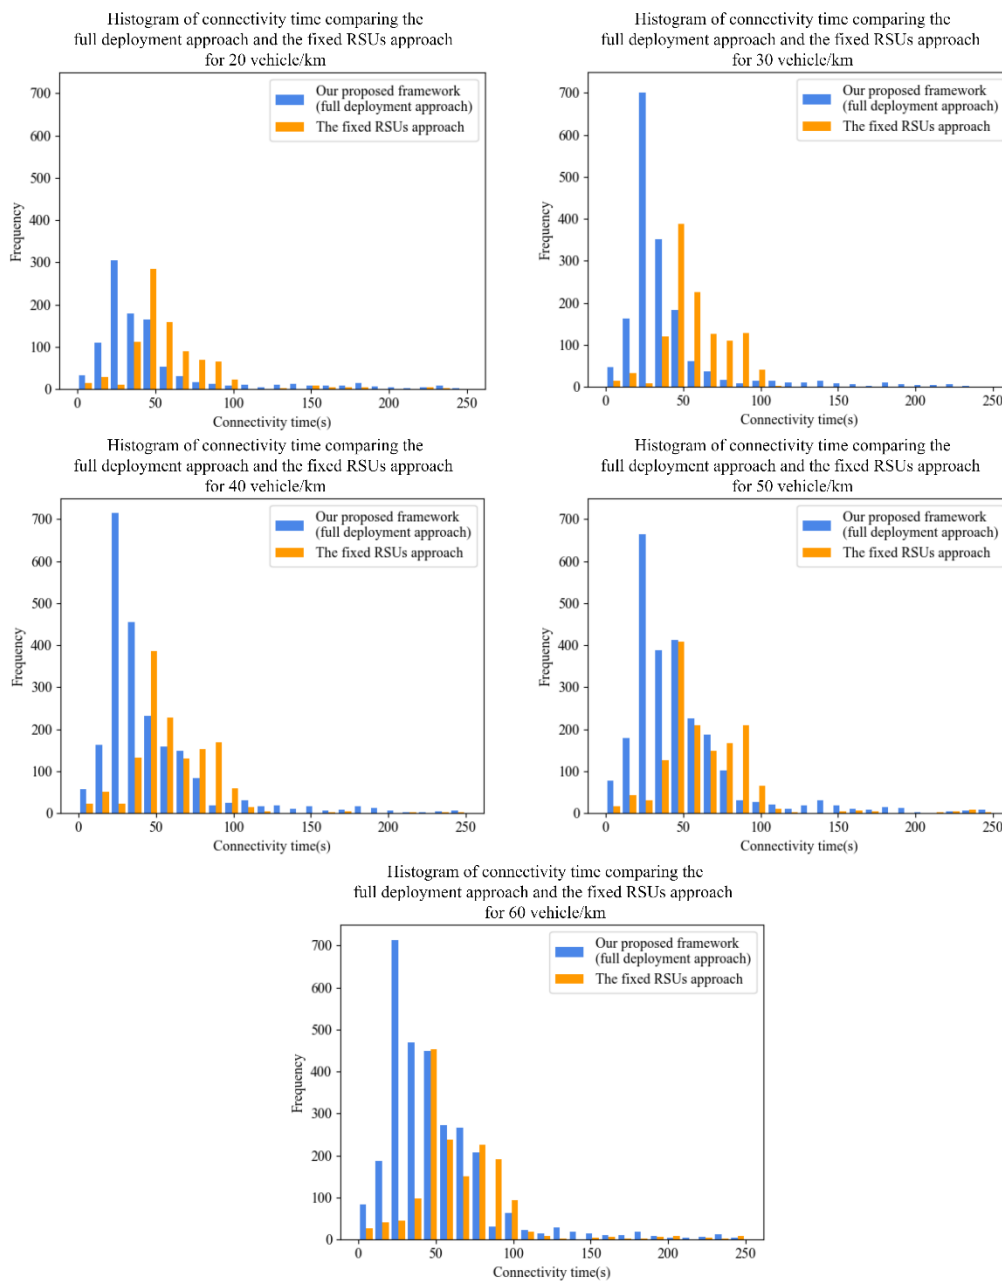 Histogram of connectivity time comparing the
full deployment approach and the fixed RSUs approach
for 20 vehicle/km
700
600
500
400
300
200
100
0
Frequency
Our proposed framework
(full deployment approach)
The fixed RSUs approach
0 50 100 150 200 250
Connectivity time(s)
Histogram of connectivity time comparing the
full deployment approach and the fixed RSUs approach
for 30 vehicle/km
700
600
500
400
300
200
100
0
Frequency
Our proposed framework
(full deployment approach)
The fixed RSUs approach
0 50 100 150 200 250
Connectivity time(s)
Histogram of connectivity time comparing the
full deployment approach and the fixed RSUs approach
for 40 vehicle/km
700
600
500
400
300
200
100
0
Frequency
Our proposed framework
(full deployment approach)
The fixed RSUs approach
0 50 100 150 200 250
Connectivity time(s)
Histogram of connectivity time comparing the
full deployment approach and the fixed RSUs approach
for 50 vehicle/km
700
600
500
400
300
200
100
0
Frequency
Our proposed framework
(full deployment approach)
The fixed RSUs approach
0 50 100 150 200 250
Connectivity time(s)
Histogram of connectivity time comparing the
full deployment approach and the fixed RSUs approach
for 60 vehicle/km
700
600
500
400
300
200
100
0
Frequency
Our proposed framework
(full deployment approach)
The fixed RSUs approach
0 50 100 150 200 250
Connectivity time(s)